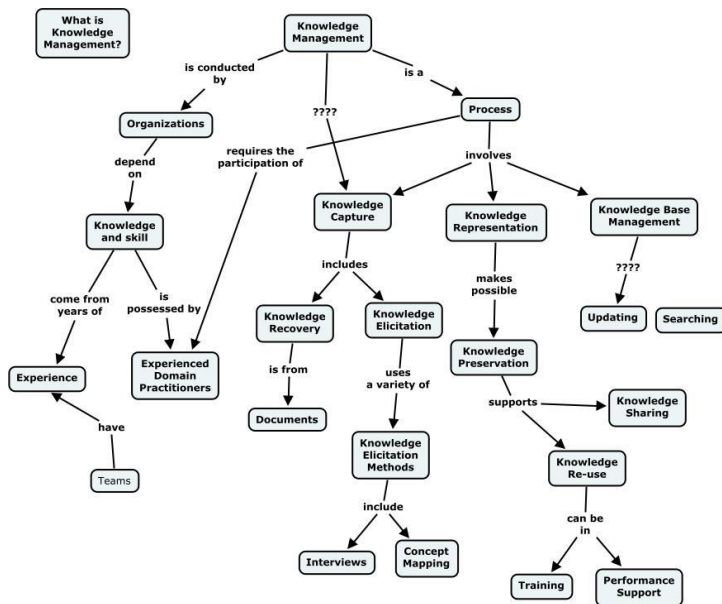 What is
Knowledge
Management?
Knowledge
Management
is conducted
by
is a
????
Organizations
Process
depend
on
requires the
participation of
involves
Knowledge
and skill
Knowledge
Capture
Knowledge
Representation
Knowledge Base
Management
come from
years of
is
possessed by
includes
makes
possible
????
Knowledge
Recovery
Knowledge
Elicitation
Updating
Searching
Experience
Experienced
Domain
Practitioners
is from
uses
a variety of
Knowledge
Preservation
Documents
supports
Knowledge
Sharing
have
Teams
Knowledge
Elicitation
Methods
Knowledge
Re-use
include
can be
in
Interviews
Concept
Mapping
Training
Performance
Support